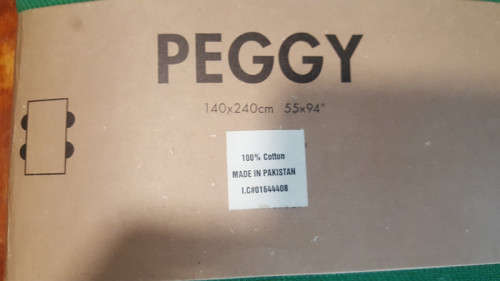 PEGGY
140x240cm 55x94"
100% Cotton
MADE IN PAKISTAN
I.C#01644408